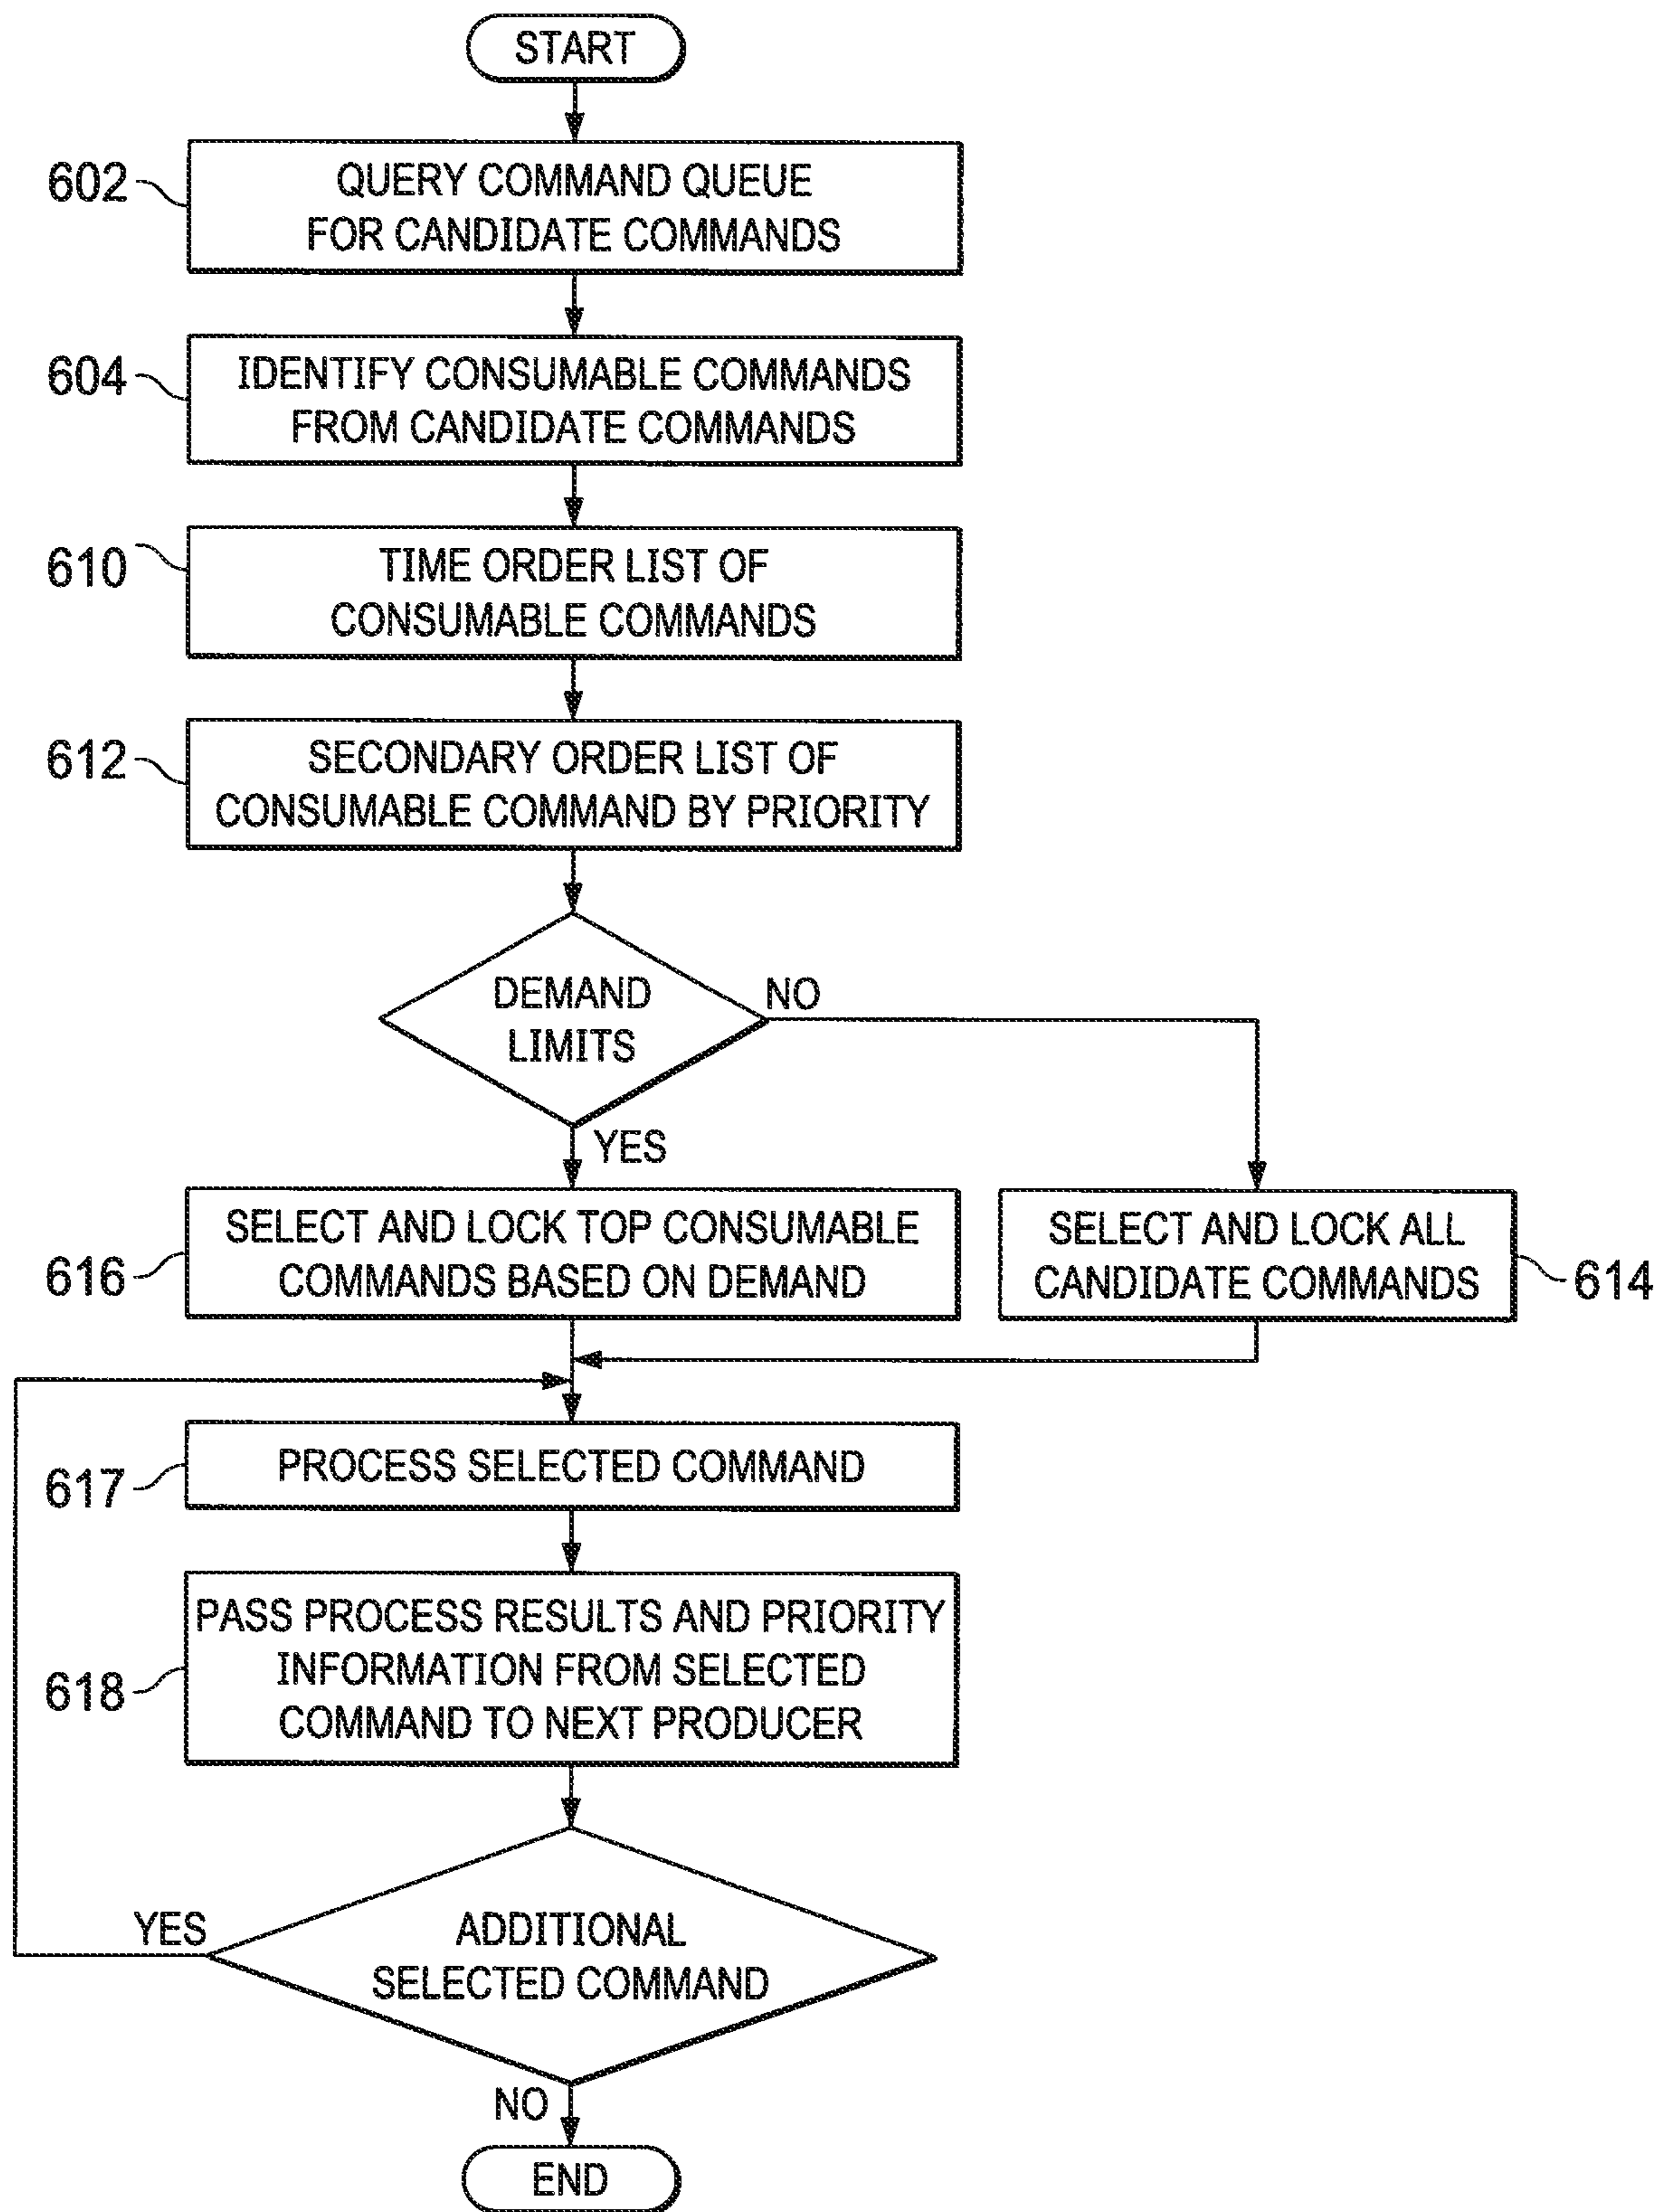 START
602
QUERY COMMAND QUEUE
FOR CANDIDATE COMMANDS
604
IDENTIFY CONSUMABLE COMMANDS
FROM CANDIDATE COMMANDS
610
TIME ORDER LIST OF
CONSUMABLE COMMANDS
612
SECONDARY ORDER LIST OF
CONSUMABLE COMMAND BY PRIORITY
DEMAND
LIMITS
NO
YES
616
SELECT AND LOCK TOP CONSUMABLE
COMMANDS BASED ON DEMAND
SELECT AND LOCK ALL
CANDIDATE COMMANDS
614
617
PROCESS SELECTED COMMAND
618
PASS PROCESS RESULTS AND PRIORITY
INFORMATION FROM SELECTED
COMMAND TO NEXT PRODUCER
YES
ADDITIONAL
SELECTED COMMAND
NO
END